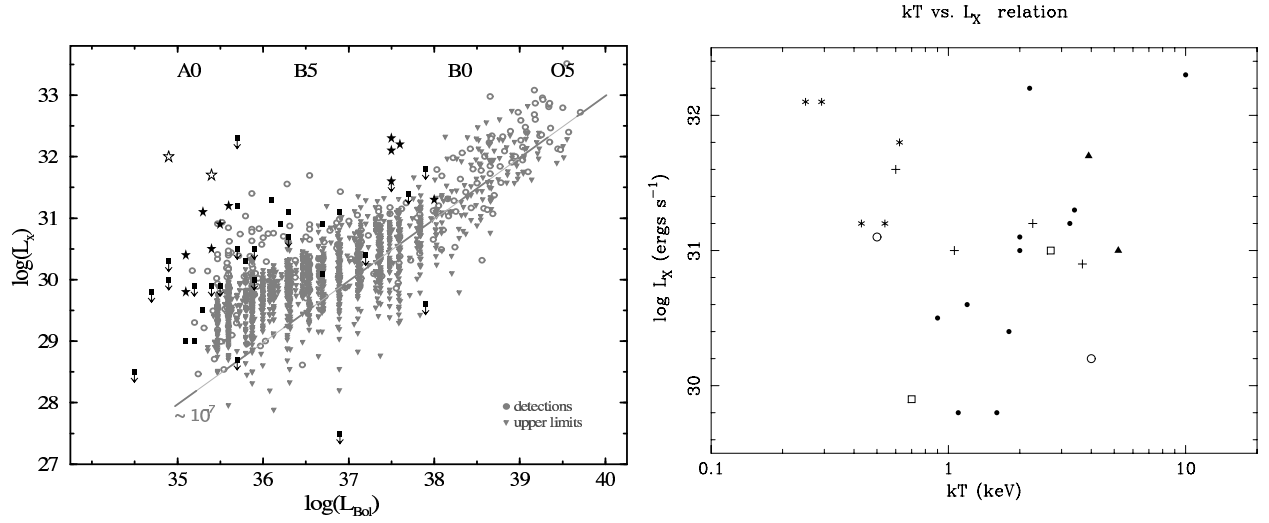 kT vs. L_X relation
A0 B5 B0 O5
33
32
31
30
29
28
27
log(L_x)
~ 10^7
detections
upper limits
35 36 37 38 39 40
log(L_Bol)
32
31
30
log L_X (ergs s^-1)
0.1 1 10
kT (keV)